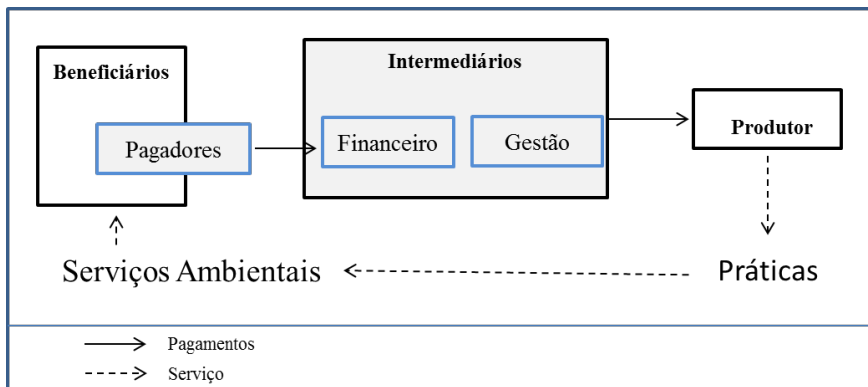 Beneficiários
Pagadores
Intermediários
Financeiro
Gestão
Produtor
Serviços Ambientais
Práticas
Pagamentos
Serviço